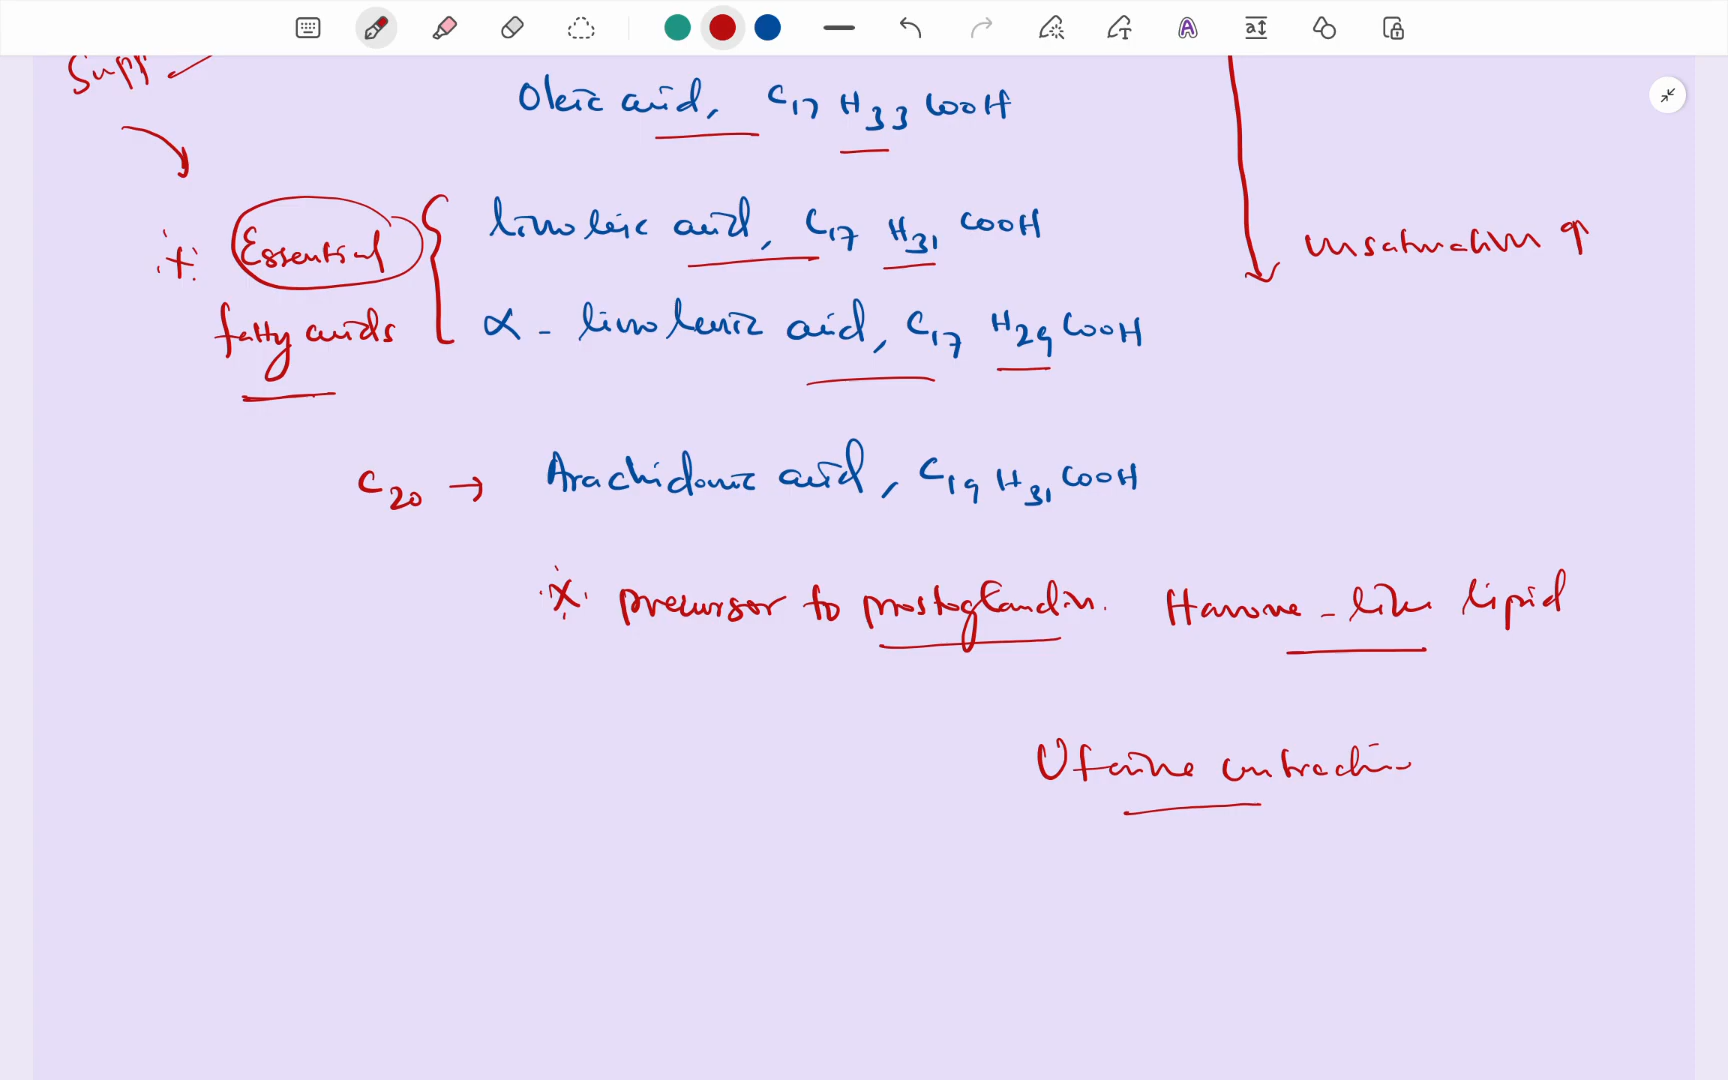 Supp
Oleic acid, C17 H33 COOH
Essential
fatty acids
linoleic acid, C17 H31 COOH
α - linolenic acid, C17 H29 COOH
unsaturation ↑
C20 → Arachidonic acid, C19 H31 COOH
precursor to prostaglandin. Hormone - like lipid
Uterine contraction